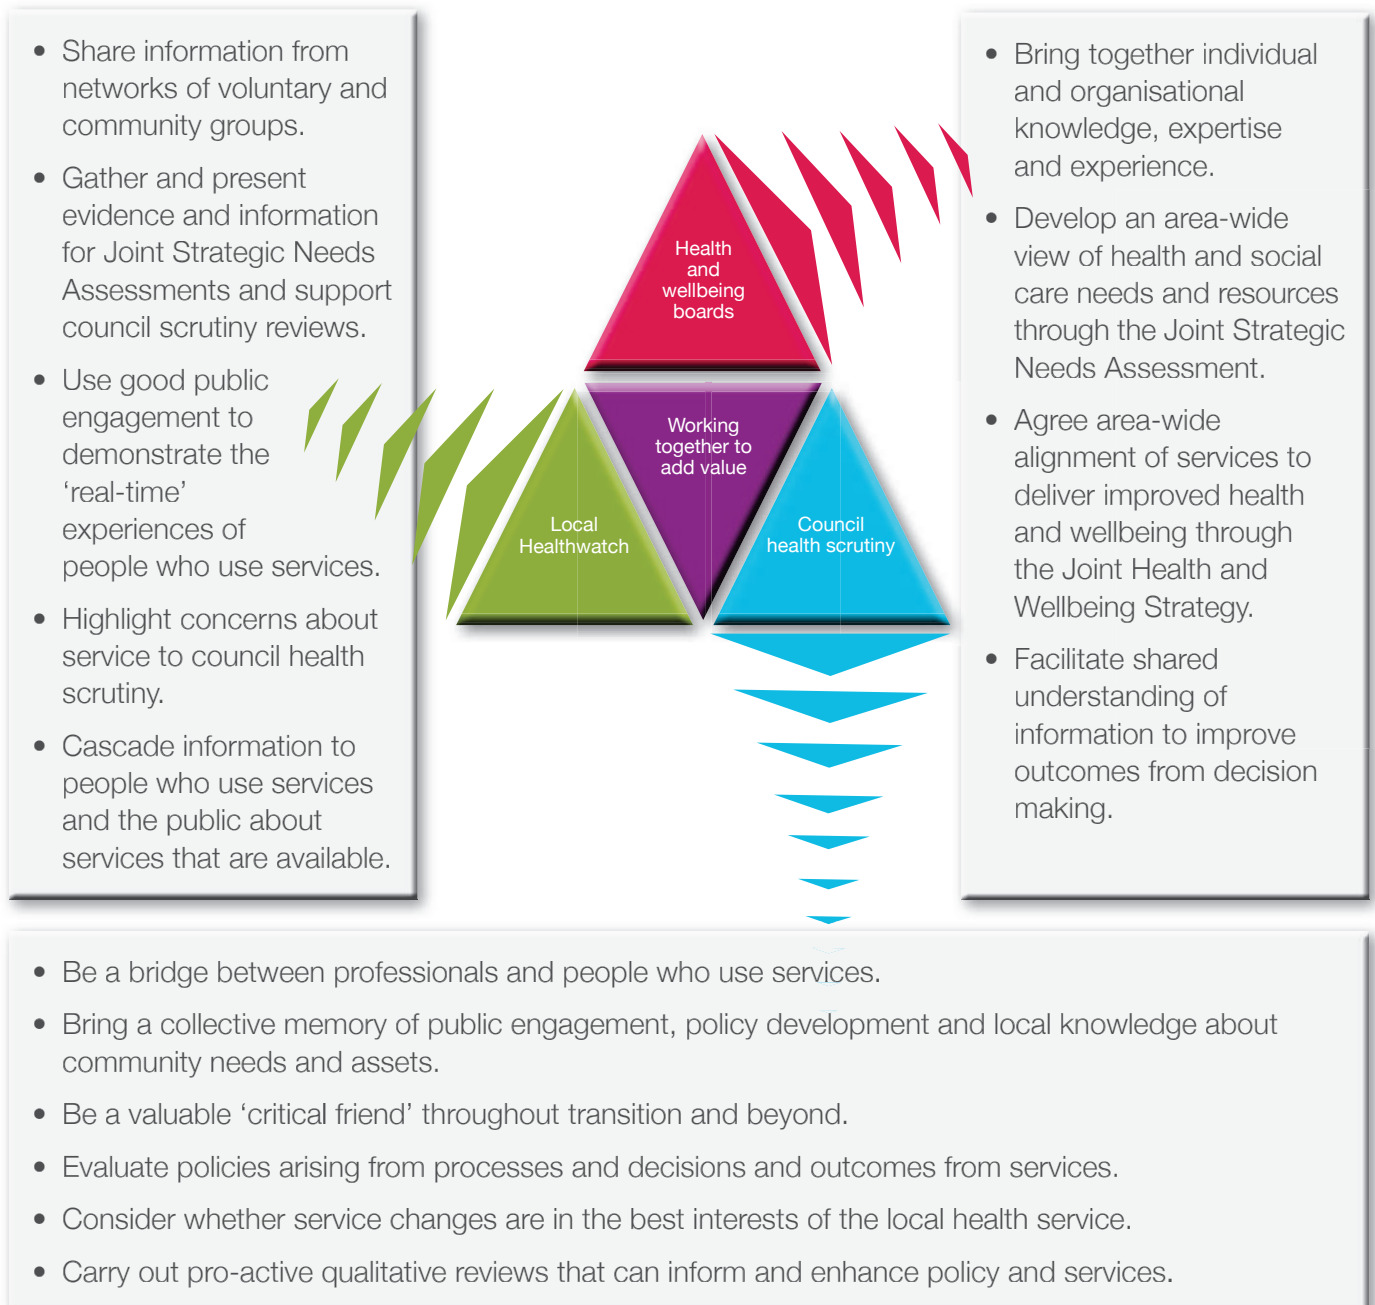 • Share information from
networks of voluntary and
community groups.
• Gather and present
evidence and information
for Joint Strategic Needs
Assessments and support
council scrutiny reviews.
• Use good public
engagement to
demonstrate the
‘real-time’
experiences of
people who use services.
• Highlight concerns about
service to council health
scrutiny.
• Cascade information to
people who use services
and the public about
services that are available.
Health
and
wellbeing
boards
Working
together to
add value
Local
Healthwatch
Council
health scrutiny
• Bring together individual
and organisational
knowledge, expertise
and experience.
• Develop an area-wide
view of health and social
care needs and resources
through the Joint Strategic
Needs Assessment.
• Agree area-wide
alignment of services to
deliver improved health
and wellbeing through
the Joint Health and
Wellbeing Strategy.
• Facilitate shared
understanding of
information to improve
outcomes from decision
making.
• Be a bridge between professionals and people who use services.
• Bring a collective memory of public engagement, policy development and local knowledge about
community needs and assets.
• Be a valuable ‘critical friend’ throughout transition and beyond.
• Evaluate policies arising from processes and decisions and outcomes from services.
• Consider whether service changes are in the best interests of the local health service.
• Carry out pro-active qualitative reviews that can inform and enhance policy and services.